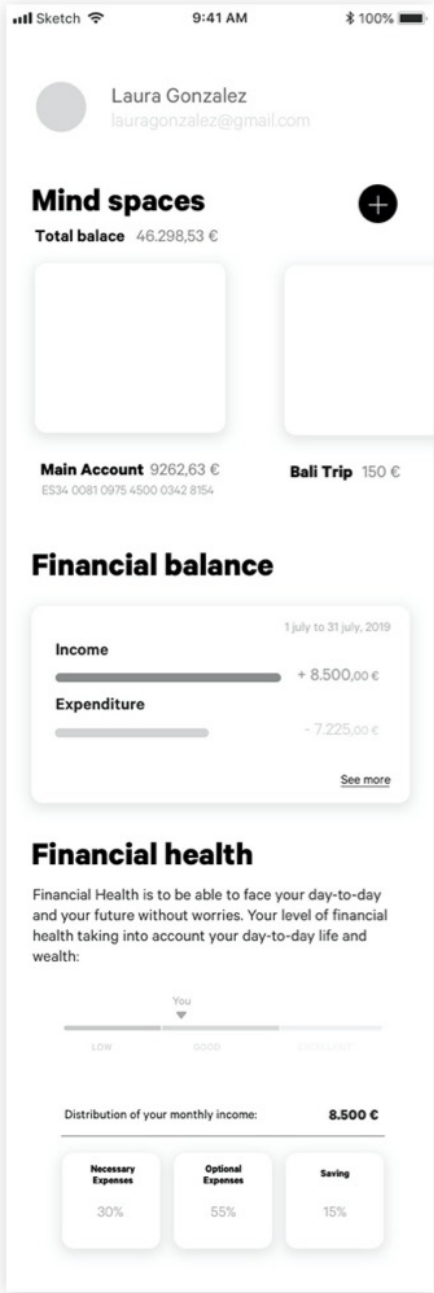 Sketch 9:41 AM 100%
Laura Gonzalez
lauragonzalez@gmail.com
Mind spaces
Total balace 46.298,53 €
Main Account 9262,63 € Bali Trip 150 €
ES34 0081 0975 4500 0342 8154
Financial balance
1 july to 31 july, 2019
Income
+ 8.500,00 €
Expenditure
- 7.225,00 €
See more
Financial health
Financial Health is to be able to face your day-to-day
and your future without worries. Your level of financial
health taking into account your day-to-day life and
wealth:
You
LOW GOOD EXCELLENT
Distribution of your monthly income: 8.500 €
Necessary Optional Saving
Expenses Expenses
30% 55% 15%